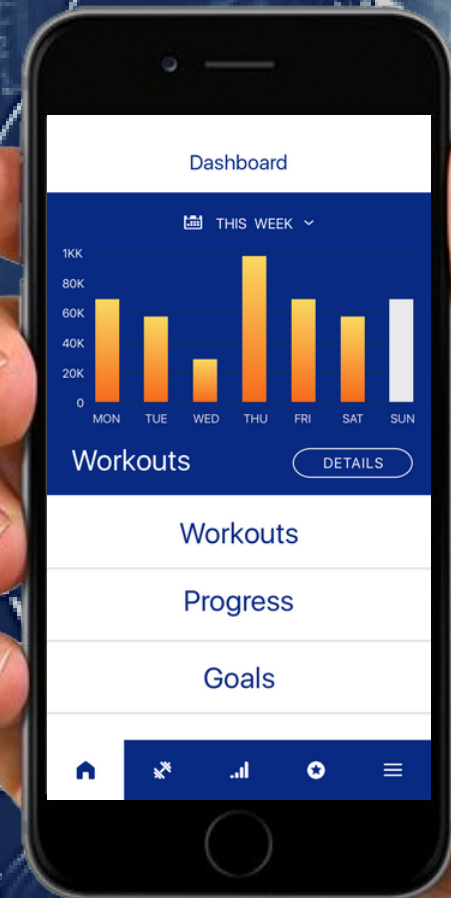 Dashboard
THIS WEEK
1KK
80K
60K
40K
20K
0
MON TUE WED THU FRI SAT SUN
Workouts DETAILS
Workouts
Progress
Goals